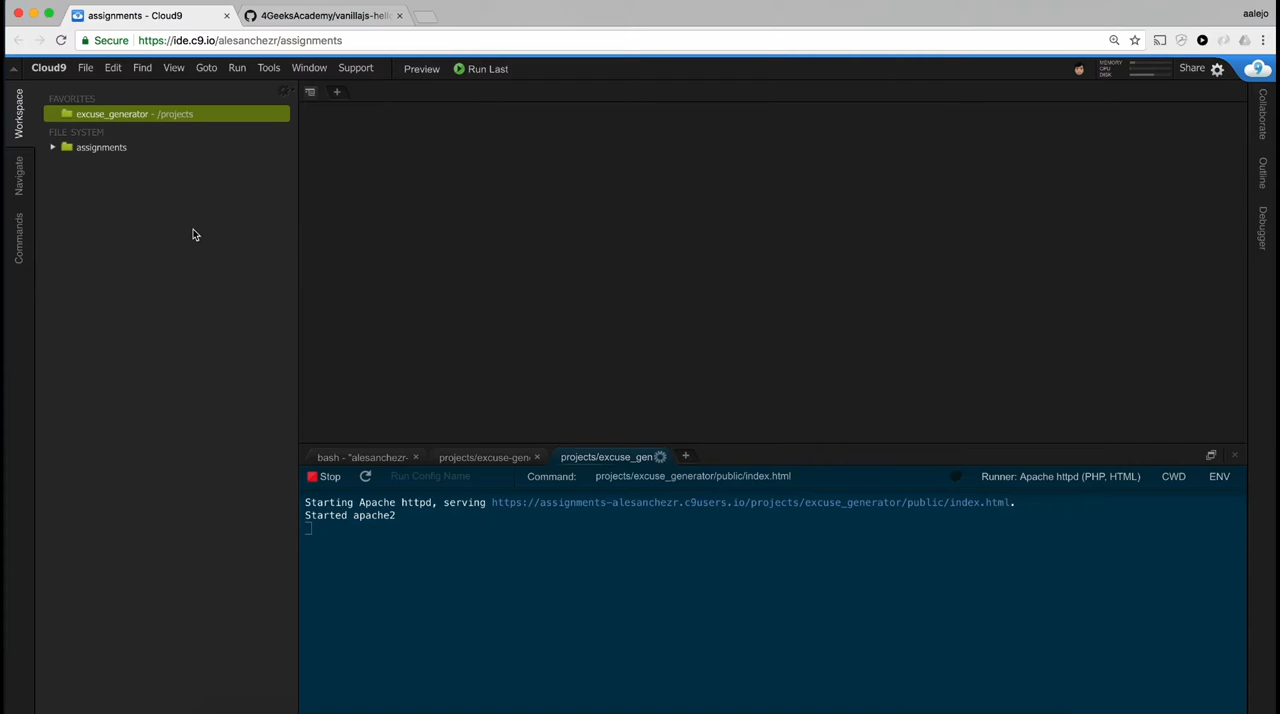 assignments - Cloud9
4GeeksAcademy/vanillajs-hello
aalejo
Secure
https://ide.c9.io/alesanchezr/assignments
Cloud9 File Edit Find View Goto Run Tools Window Support Preview Run Last
MEMORY
CPU
DISK
Share
Workspace
Navigate
Commands
FAVORITES
excuse_generator - /projects
FILE SYSTEM
assignments
Collaborate
Outline
Debugger
bash - "alesanchezr-
projects/excuse-gen
projects/excuse_gen
Stop Run Config Name Command: projects/excuse_generator/public/index.html Runner: Apache httpd (PHP, HTML) CWD ENV
Starting Apache httpd, serving https://assignments-alesanchezr.c9users.io/projects/excuse_generator/public/index.html.
Started apache2